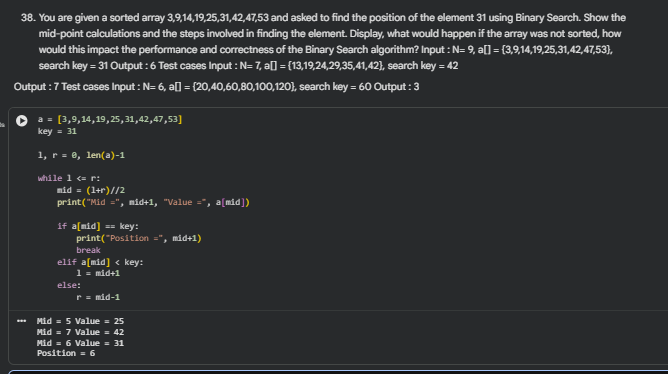 38. You are given a sorted array 3,9,14,19,25,31,42,47,53 and asked to find the position of the element 31 using Binary Search. Show the
mid-point calculations and the steps involved in finding the element. Display, what would happen if the array was not sorted, how
would this impact the performance and correctness of the Binary Search algorithm? Input : N= 9, a[] = {3,9,14,19,25,31,42,47,53},
search key = 31 Output : 6 Test cases Input : N= 7, a[] = {13,19,24,29,35,41,42}, search key = 42
Output : 7 Test cases Input : N= 6, a[] = {20,40,60,80,100,120}, search key = 60 Output : 3
a = [3,9,14,19,25,31,42,47,53]
key = 31
l, r = 0, len(a)-1
while l <= r:
    mid = (l+r)//2
    print("Mid =", mid+1, "Value =", a[mid])
    if a[mid] == key:
        print("Position =", mid+1)
        break
    elif a[mid] < key:
        l = mid+1
    else:
        r = mid-1
Mid = 5 Value = 25
Mid = 7 Value = 42
Mid = 6 Value = 31
Position = 6